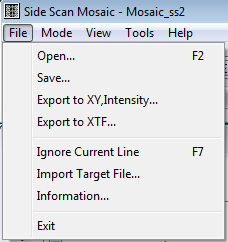 Side Scan Mosaic - Mosaic_ss2
File Mode View Tools Help
Open... F2
Save...
Export to XY,Intensity...
Export to XTF...
Ignore Current Line F7
Import Target File...
Information...
Exit